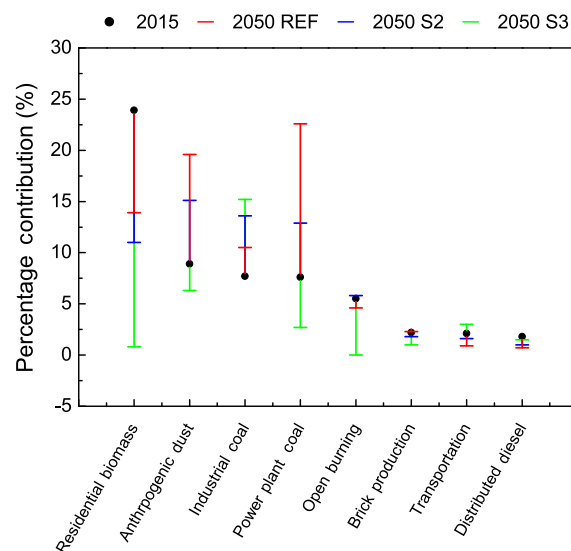 2015 2050 REF 2050 S2 2050 S3
Percentage contribution (%)
30
25
20
15
10
5
0
-5
Residential biomass
Anthrpogenic dust
Industrial coal
Power plant coal
Open burning
Brick production
Transportation
Distributed diesel